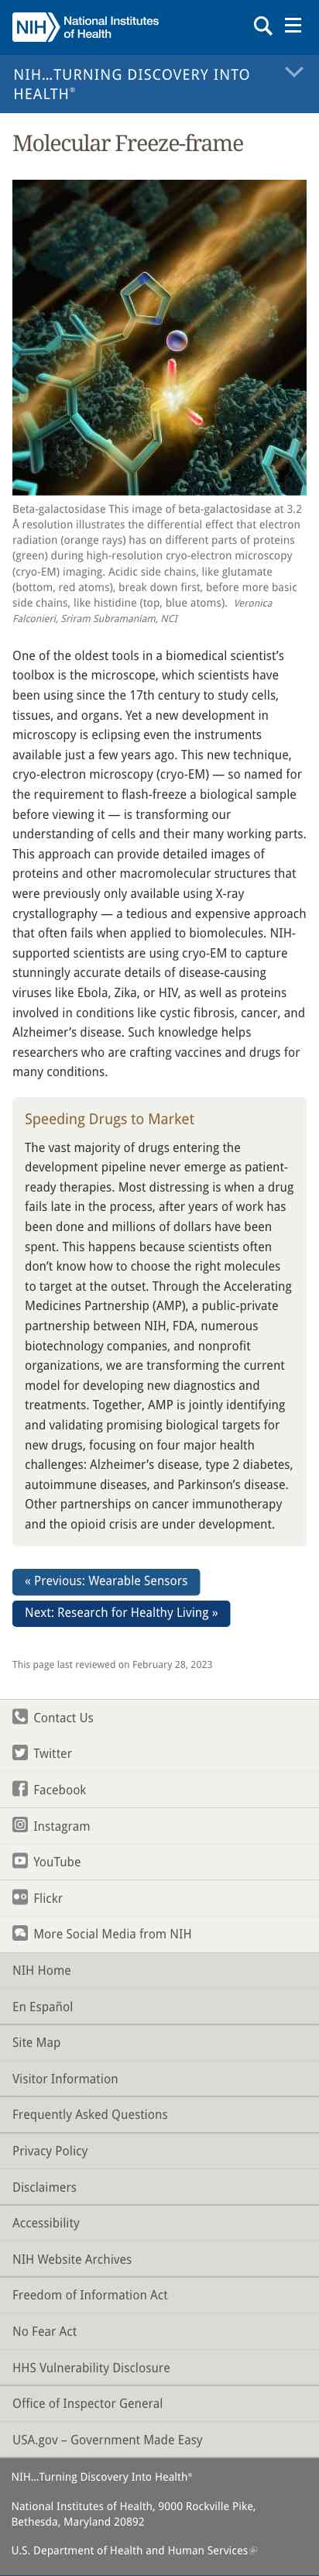 NIH
National Institutes
of Health
NIH...TURNING DISCOVERY INTO
HEALTH®
Molecular Freeze-frame
Beta-galactosidase This image of beta-galactosidase at 3.2
Å resolution illustrates the differential effect that electron
radiation (orange rays) has on different parts of proteins
(green) during high-resolution cryo-electron microscopy
(cryo-EM) imaging. Acidic side chains, like glutamate
(bottom, red atoms), break down first, before more basic
side chains, like histidine (top, blue atoms). Veronica
Falconieri, Sriram Subramaniam, NCI
One of the oldest tools in a biomedical scientist’s
toolbox is the microscope, which scientists have
been using since the 17th century to study cells,
tissues, and organs. Yet a new development in
microscopy is eclipsing even the instruments
available just a few years ago. This new technique,
cryo-electron microscopy (cryo-EM) — so named for
the requirement to flash-freeze a biological sample
before viewing it — is transforming our
understanding of cells and their many working parts.
This approach can provide detailed images of
proteins and other macromolecular structures that
were previously only available using X-ray
crystallography — a tedious and expensive approach
that often fails when applied to biomolecules. NIH-
supported scientists are using cryo-EM to capture
stunningly accurate details of disease-causing
viruses like Ebola, Zika, or HIV, as well as proteins
involved in conditions like cystic fibrosis, cancer, and
Alzheimer’s disease. Such knowledge helps
researchers who are crafting vaccines and drugs for
many conditions.
Speeding Drugs to Market
The vast majority of drugs entering the
development pipeline never emerge as patient-
ready therapies. Most distressing is when a drug
fails late in the process, after years of work has
been done and millions of dollars have been
spent. This happens because scientists often
don’t know how to choose the right molecules
to target at the outset. Through the Accelerating
Medicines Partnership (AMP), a public-private
partnership between NIH, FDA, numerous
biotechnology companies, and nonprofit
organizations, we are transforming the current
model for developing new diagnostics and
treatments. Together, AMP is jointly identifying
and validating promising biological targets for
new drugs, focusing on four major health
challenges: Alzheimer’s disease, type 2 diabetes,
autoimmune diseases, and Parkinson’s disease.
Other partnerships on cancer immunotherapy
and the opioid crisis are under development.
« Previous: Wearable Sensors
Next: Research for Healthy Living »
This page last reviewed on February 28, 2023
Contact Us
Twitter
Facebook
Instagram
YouTube
Flickr
More Social Media from NIH
NIH Home
En Español
Site Map
Visitor Information
Frequently Asked Questions
Privacy Policy
Disclaimers
Accessibility
NIH Website Archives
Freedom of Information Act
No Fear Act
HHS Vulnerability Disclosure
Office of Inspector General
USA.gov – Government Made Easy
NIH...Turning Discovery Into Health®
National Institutes of Health, 9000 Rockville Pike,
Bethesda, Maryland 20892
U.S. Department of Health and Human Services